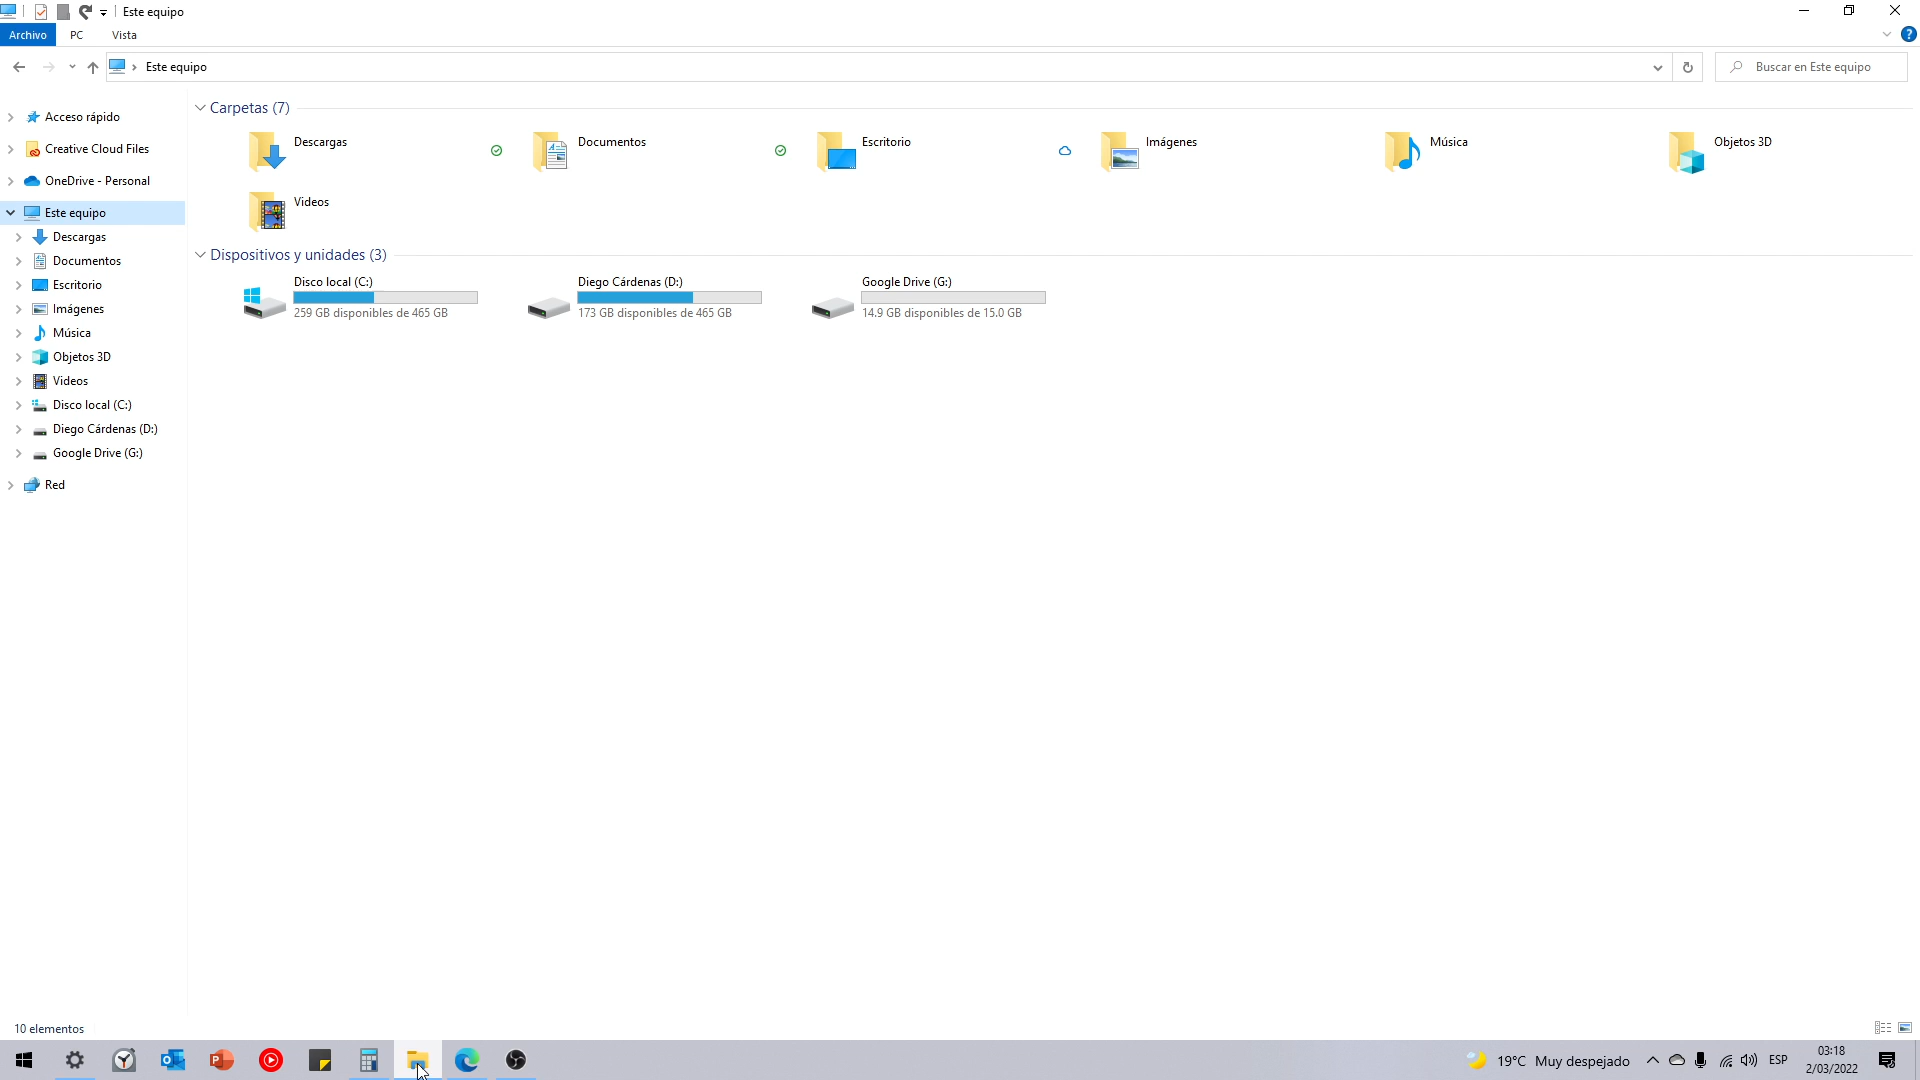 Este equipo
Archivo PC Vista
Este equipo
Buscar en Este equipo
Acceso rápido
Creative Cloud Files
OneDrive - Personal
Este equipo
Descargas
Documentos
Escritorio
Imágenes
Música
Objetos 3D
Videos
Disco local (C:)
Diego Cárdenas (D:)
Google Drive (G:)
Red
Carpetas (7)
Descargas
Documentos
Escritorio
Imágenes
Música
Objetos 3D
Videos
Dispositivos y unidades (3)
Disco local (C:)
259 GB disponibles de 465 GB
Diego Cárdenas (D:)
173 GB disponibles de 465 GB
Google Drive (G:)
14.9 GB disponibles de 15.0 GB
10 elementos
19°C Muy despejado
ESP
03:18
2/03/2022